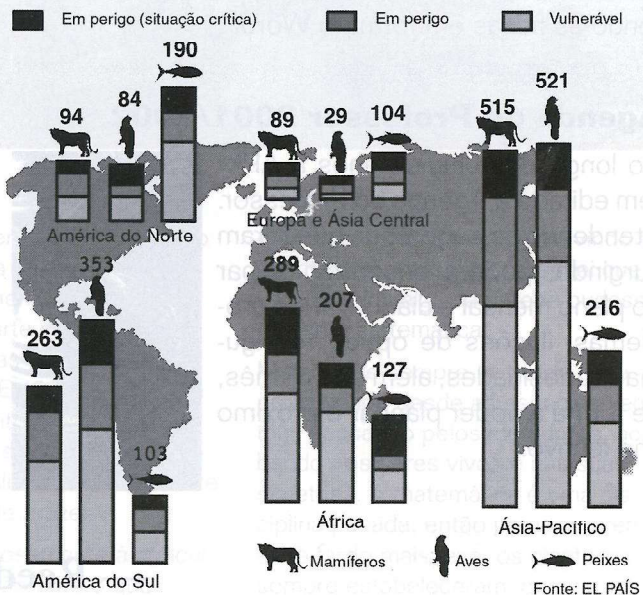 Em perigo (situação crítica)
Em perigo
Vulnerável
190
94
84
América do Norte
89
29
104
Europa e Ásia Central
515
521
216
Ásia-Pacífico
353
263
103
América do Sul
289
207
127
África
Mamíferos
Aves
Peixes
Fonte: EL PAÍS